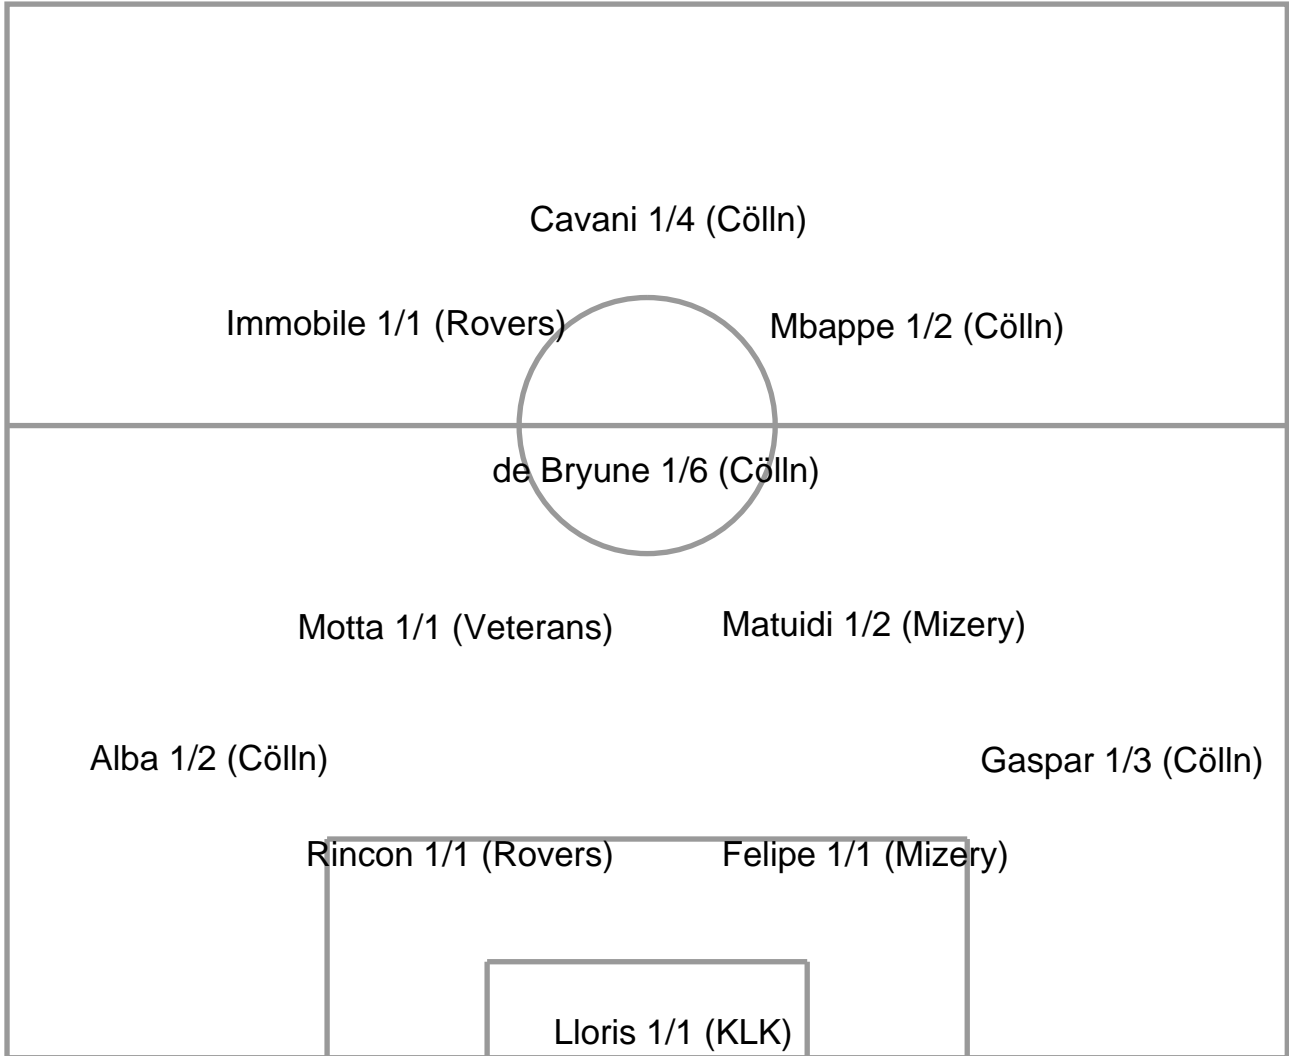 Cavani 1/4 (Cölln)
Immobile 1/1 (Rovers)
Mbappe 1/2 (Cölln)
de Bryune 1/6 (Cölln)
Motta 1/1 (Veterans)
Matuidi 1/2 (Mizery)
Alba 1/2 (Cölln)
Gaspar 1/3 (Cölln)
Rincon 1/1 (Rovers)
Felipe 1/1 (Mizery)
Lloris 1/1 (KLK)